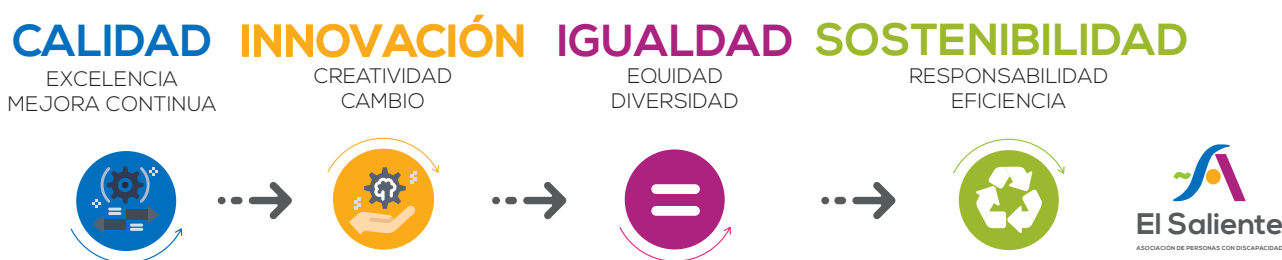 CALIDAD
EXCELENCIA
MEJORA CONTINUA
INNOVACIÓN
CREATIVIDAD
CAMBIO
IGUALDAD
EQUIDAD
DIVERSIDAD
SOSTENIBILIDAD
RESPONSABILIDAD
EFICIENCIA
El Saliente
ASOCIACIÓN DE PERSONAS CON DISCAPACIDAD